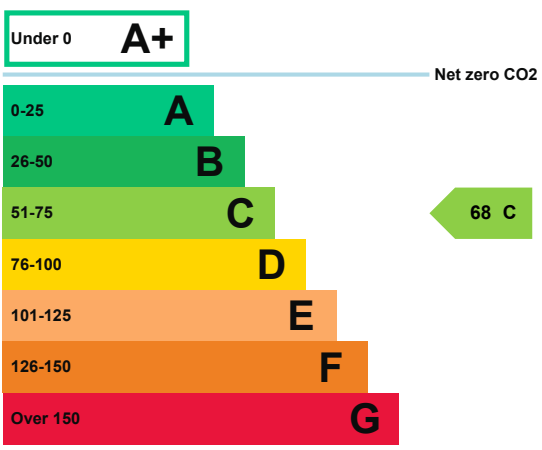 Under 0 A+
Net zero CO2
0-25 A
26-50 B
51-75 C 68 C
76-100 D
101-125 E
126-150 F
Over 150 G